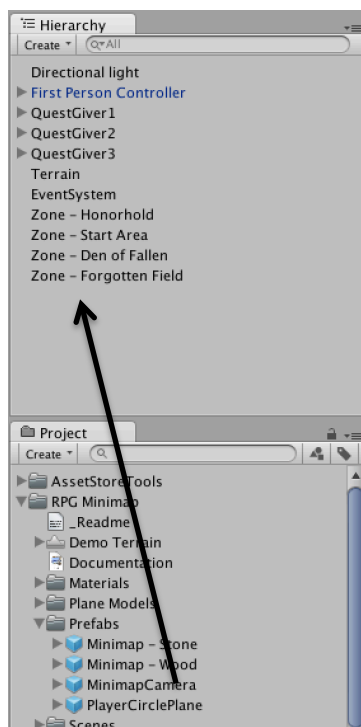 Hierarchy
Create All
Directional light
First Person Controller
QuestGiver1
QuestGiver2
QuestGiver3
Terrain
EventSystem
Zone – Honorhold
Zone – Start Area
Zone – Den of Fallen
Zone – Forgotten Field
Project
Create
AssetStoreTools
RPG Minimap
_Readme
Demo Terrain
Documentation
Materials
Plane Models
Prefabs
Minimap – Stone
Minimap – Wood
MinimapCamera
PlayerCirclePlane
Scenes